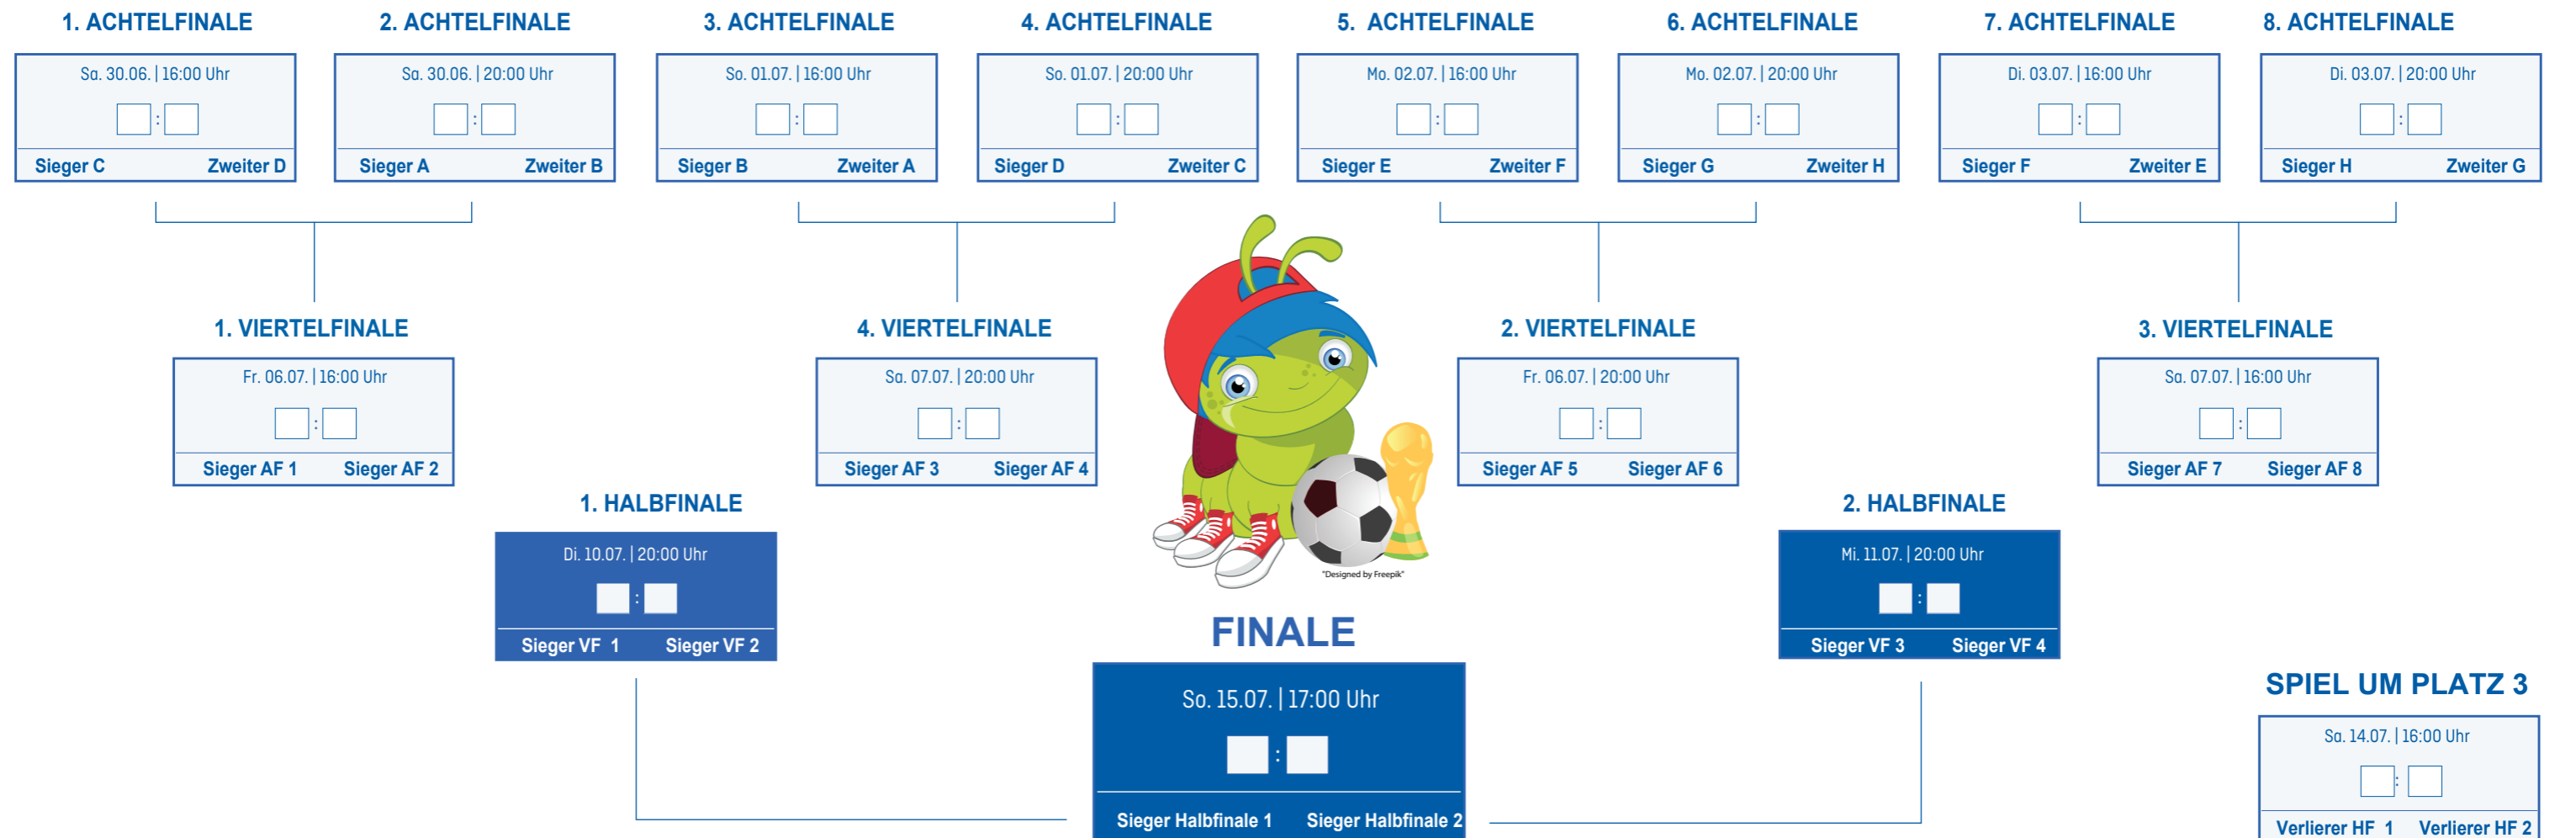 1. ACHTELFINALE
Sa. 30.06. | 16:00 Uhr
:
Sieger C Zweiter D
2. ACHTELFINALE
Sa. 30.06. | 20:00 Uhr
:
Sieger A Zweiter B
3. ACHTELFINALE
So. 01.07. | 16:00 Uhr
:
Sieger B Zweiter A
4. ACHTELFINALE
So. 01.07. | 20:00 Uhr
:
Sieger D Zweiter C
5. ACHTELFINALE
Mo. 02.07. | 16:00 Uhr
:
Sieger E Zweiter F
6. ACHTELFINALE
Mo. 02.07. | 20:00 Uhr
:
Sieger G Zweiter H
7. ACHTELFINALE
Di. 03.07. | 16:00 Uhr
:
Sieger F Zweiter E
8. ACHTELFINALE
Di. 03.07. | 20:00 Uhr
:
Sieger H Zweiter G
1. VIERTELFINALE
Fr. 06.07. | 16:00 Uhr
:
Sieger AF 1 Sieger AF 2
4. VIERTELFINALE
Sa. 07.07. | 20:00 Uhr
:
Sieger AF 3 Sieger AF 4
2. VIERTELFINALE
Fr. 06.07. | 20:00 Uhr
:
Sieger AF 5 Sieger AF 6
3. VIERTELFINALE
Sa. 07.07. | 16:00 Uhr
:
Sieger AF 7 Sieger AF 8
1. HALBFINALE
Di. 10.07. | 20:00 Uhr
:
Sieger VF 1 Sieger VF 2
"Designed by Freepik"
2. HALBFINALE
Mi. 11.07. | 20:00 Uhr
:
Sieger VF 3 Sieger VF 4
FINALE
So. 15.07. | 17:00 Uhr
:
Sieger Halbfinale 1 Sieger Halbfinale 2
SPIEL UM PLATZ 3
Sa. 14.07. | 16:00 Uhr
:
Verlierer HF 1 Verlierer HF 2